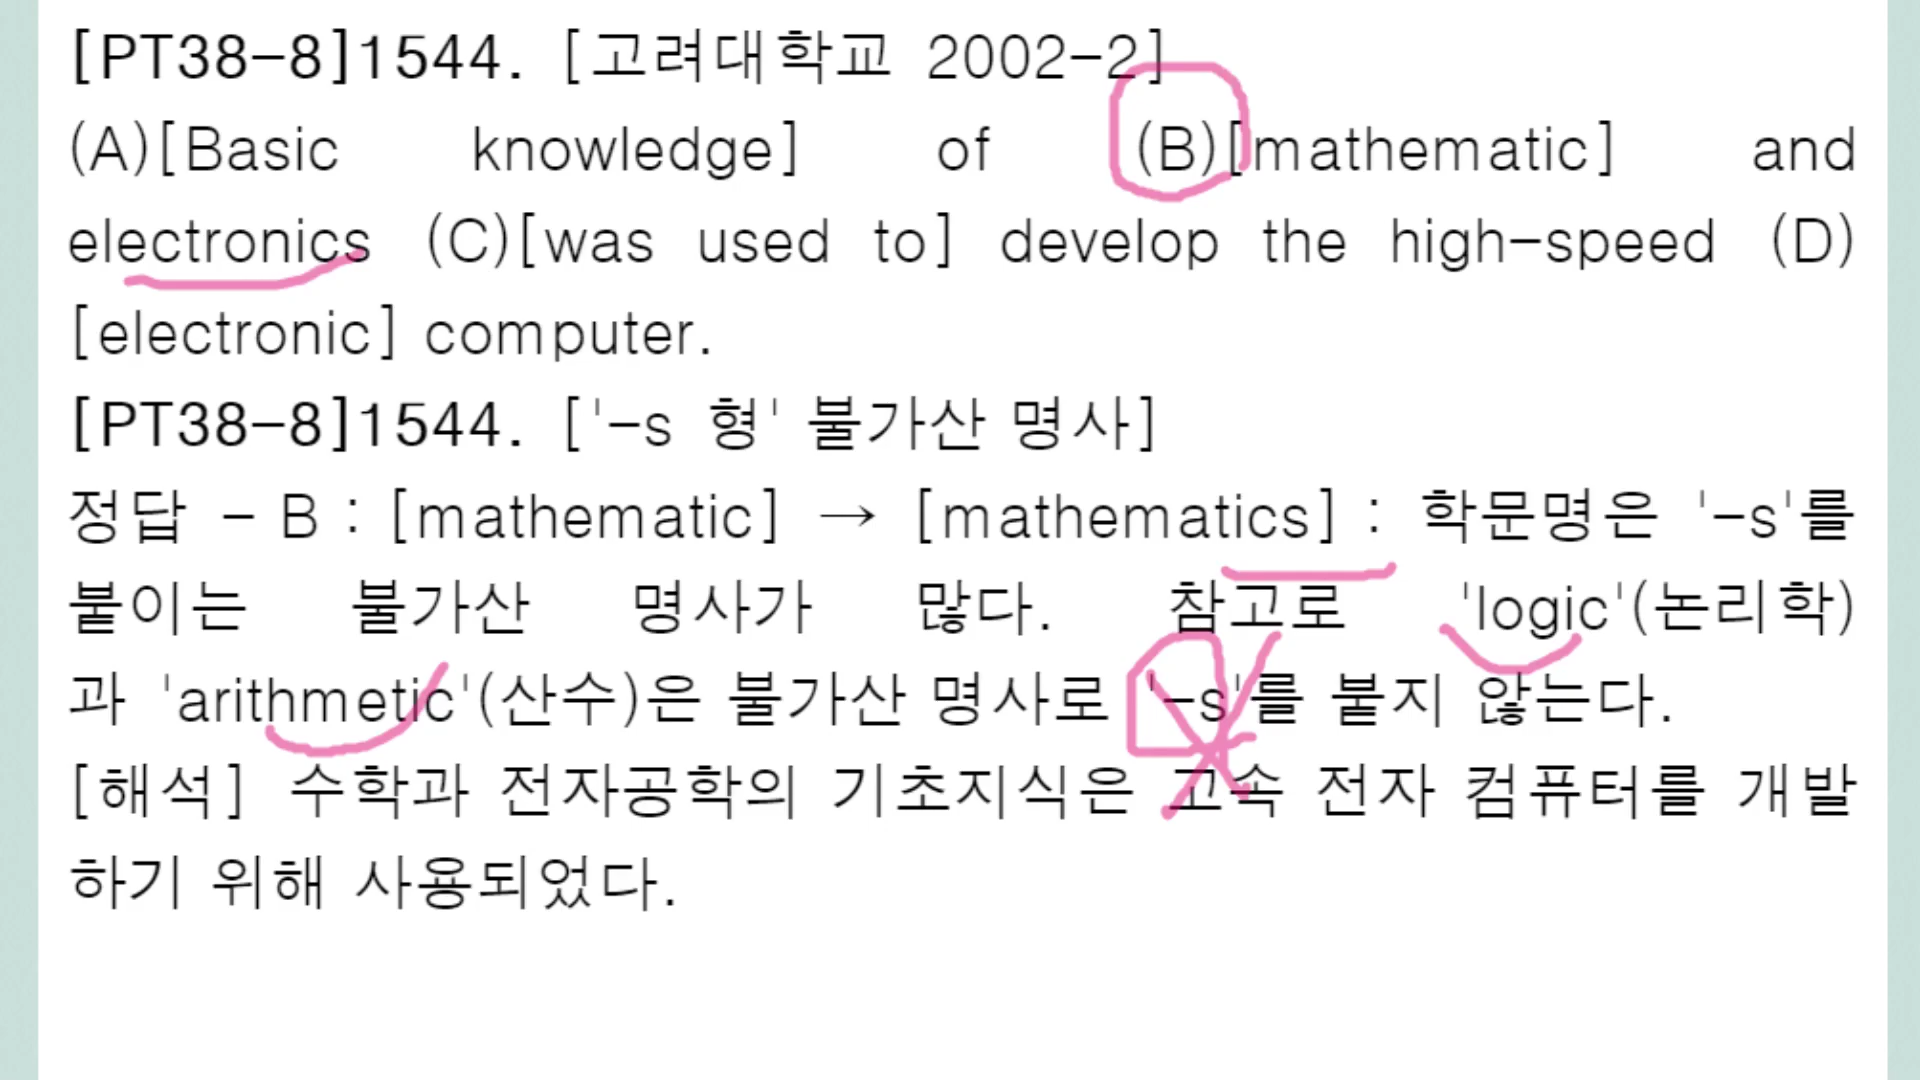 [PT38-8]1544. [고려대학교 2002-2]
(A)[Basic knowledge] of (B)[mathematic] and
electronics (C)[was used to] develop the high-speed (D)
[electronic] computer.
[PT38-8]1544. ['-s 형' 불가산 명사]
정답 - B : [mathematic] → [mathematics] : 학문명은 '-s'를
붙이는 불가산 명사가 많다. 참고로 'logic'(논리학)
과 'arithmetic'(산수)은 불가산 명사로 '-s'를 붙지 않는다.
[해석] 수학과 전자공학의 기초지식은 고속 전자 컴퓨터를 개발
하기 위해 사용되었다.